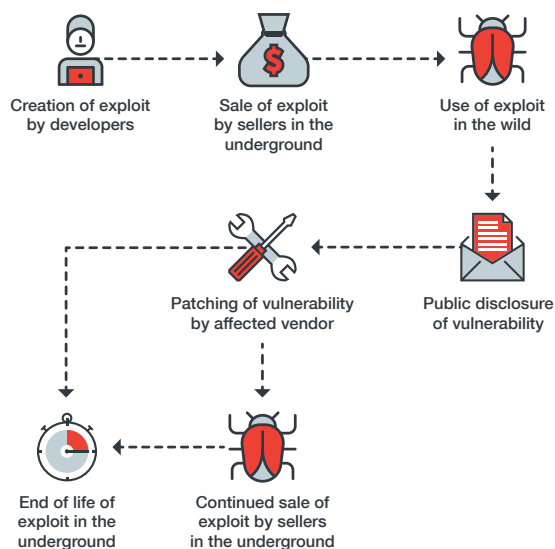 Creation of exploit
by developers
Sale of exploit
by sellers in the
underground
Use of exploit
in the wild
Patching of vulnerability
by affected vendor
Public disclosure
of vulnerability
End of life of
exploit in the
underground
Continued sale of
exploit by sellers
in the underground